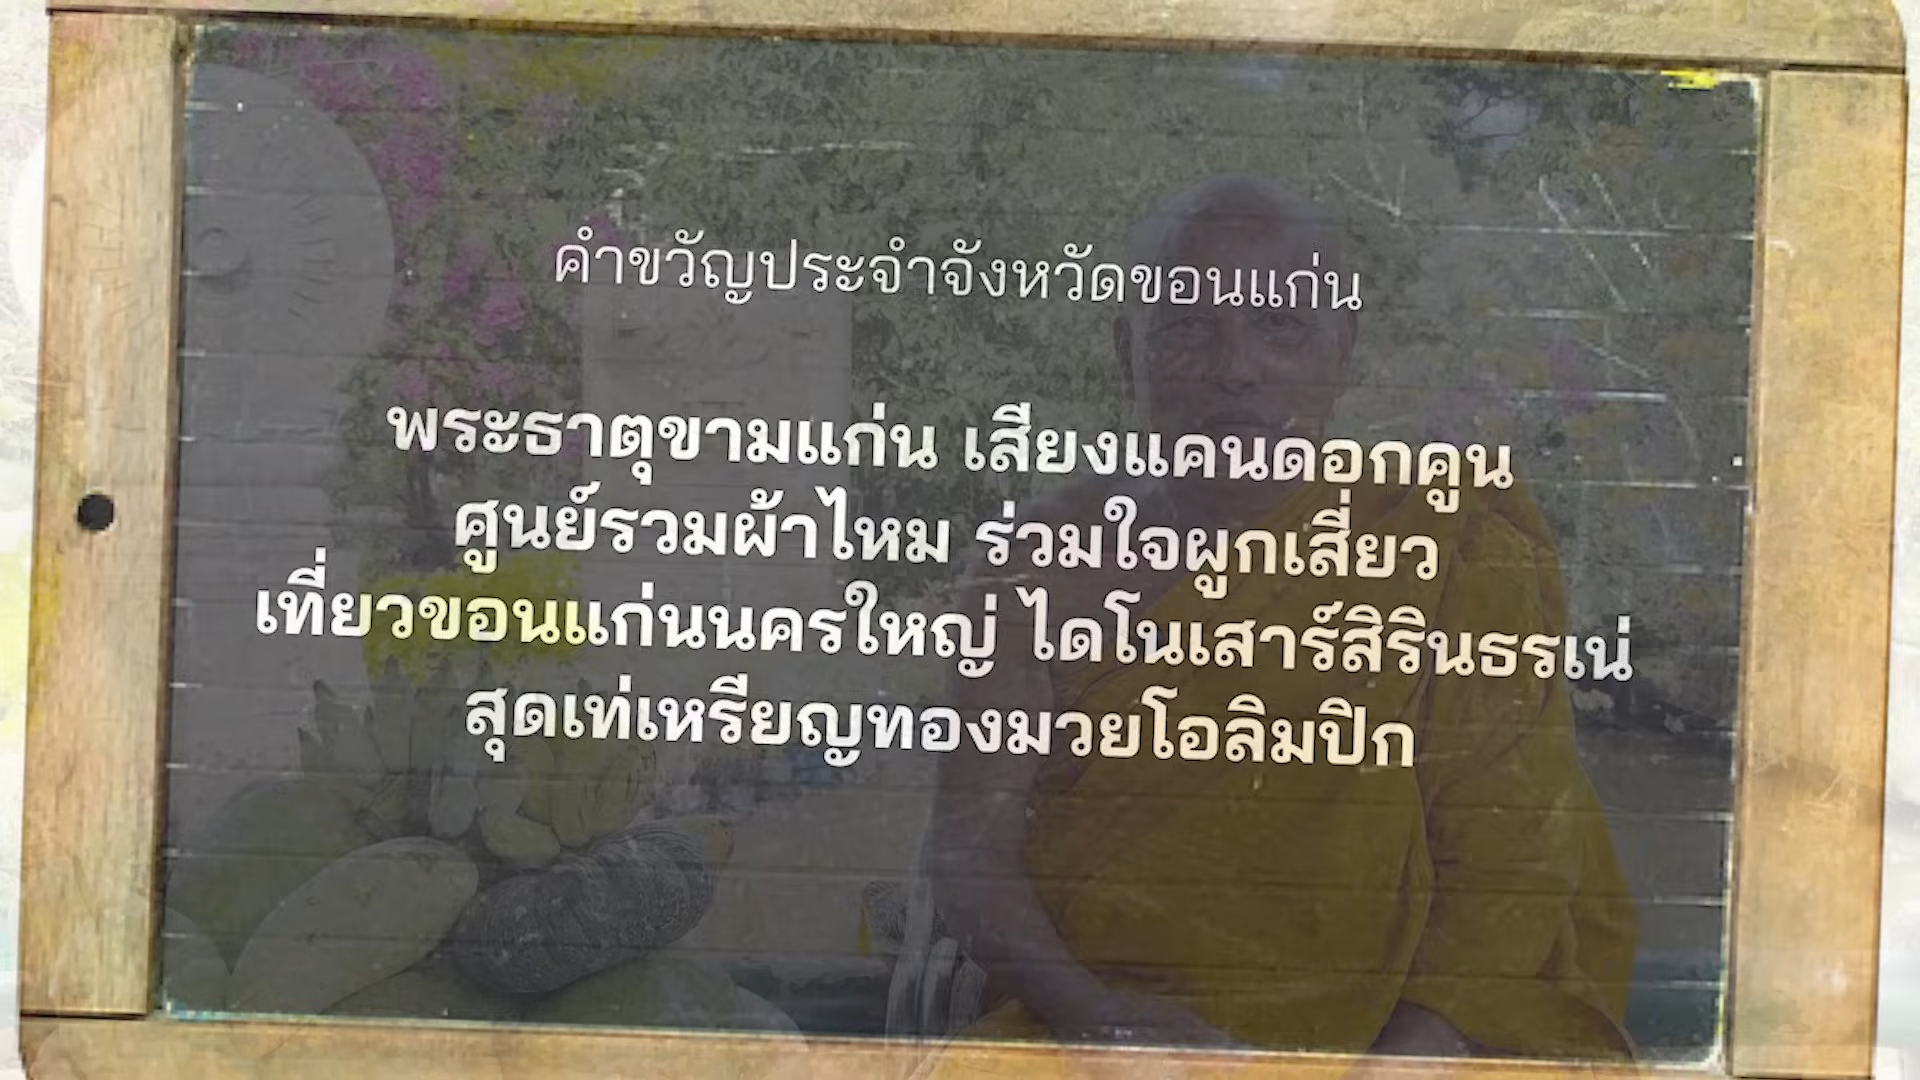 คำขวัญประจำจังหวัดขอนแก่น
พระธาตุขามแก่น เสียงแคนดอกคูน
ศูนย์รวมผ้าไหม ร่วมใจผูกเสี่ยว
เที่ยวขอนแก่นนครใหญ่ ไดโนเสาร์สิรินธรเน่
สุดเท่เหรียญทองมวยโอลิมปิก